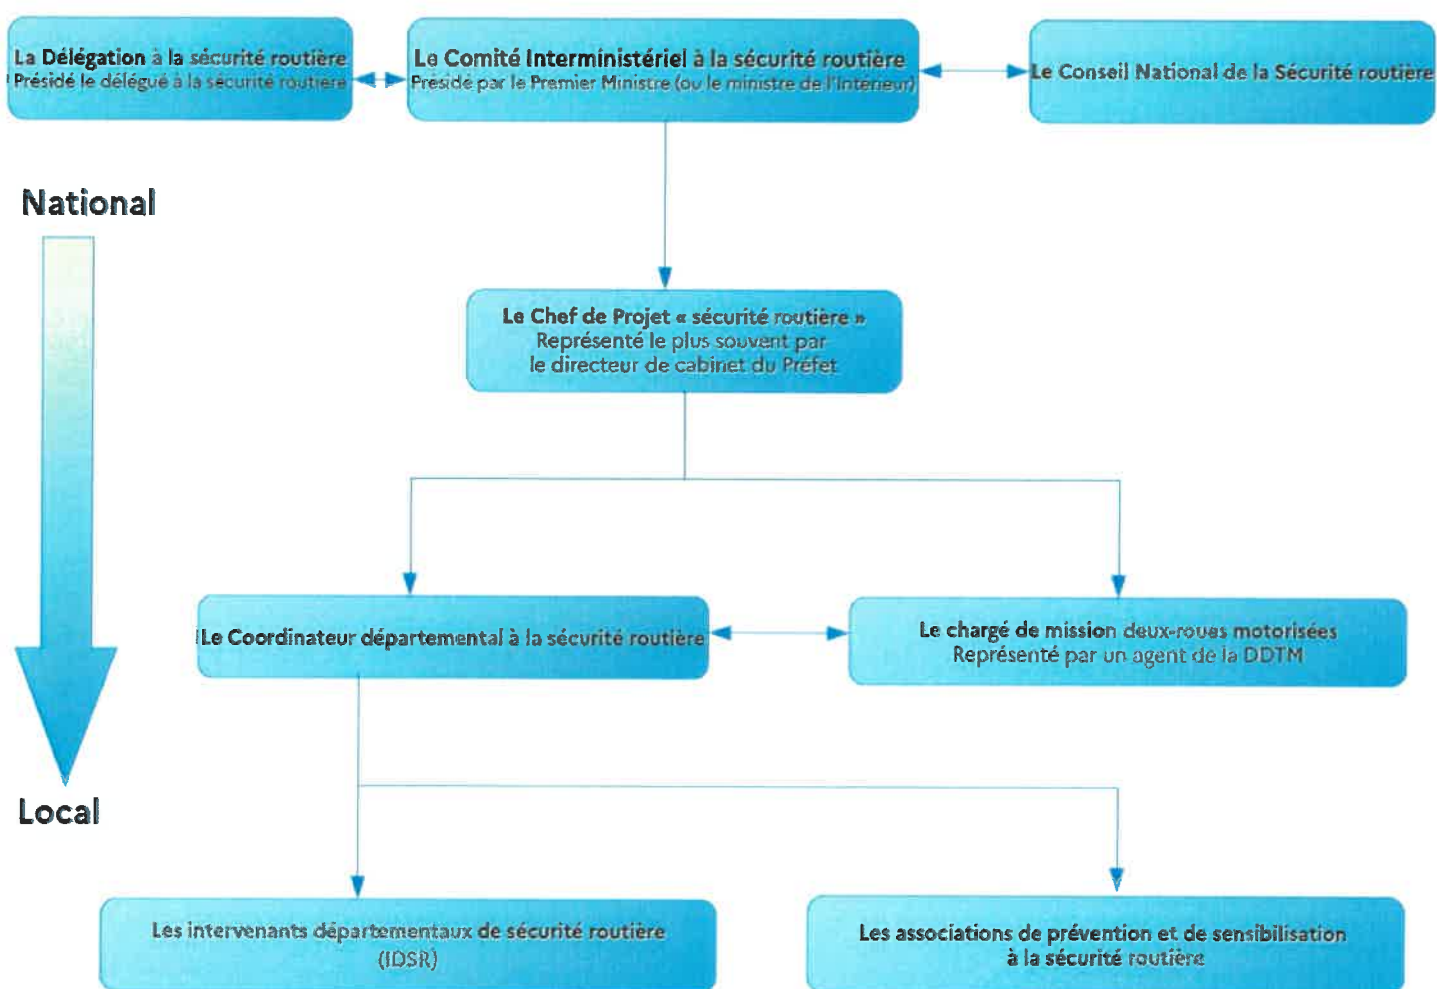 La Délégation à la sécurité routière
Présidé le délégué à la sécurité routière
Le Comité Interministériel à la sécurité routière
Présidé par le Premier Ministre (ou le ministre de l'Interieur)
Le Conseil National de la Sécurité routière
National
Le Chef de Projet « sécurité routière »
Représenté le plus souvent par
le directeur de cabinet du Préfet
Le Coordinateur départemental à la sécurité routière
Le chargé de mission deux-roues motorisées
Représenté par un agent de la DDTM
Local
Les intervenants départementaux de sécurité routière
(IDSR)
Les associations de prévention et de sensibilisation
à la sécurité routière